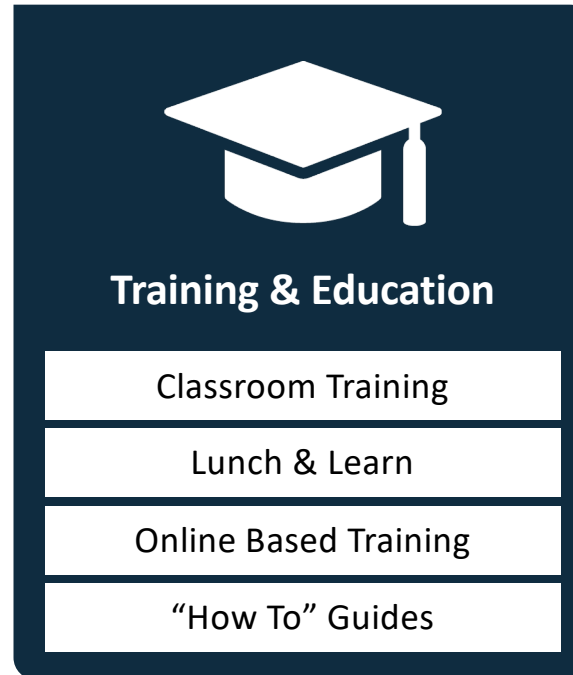 Training & Education
Classroom Training
Lunch & Learn
Online Based Training
“How To” Guides